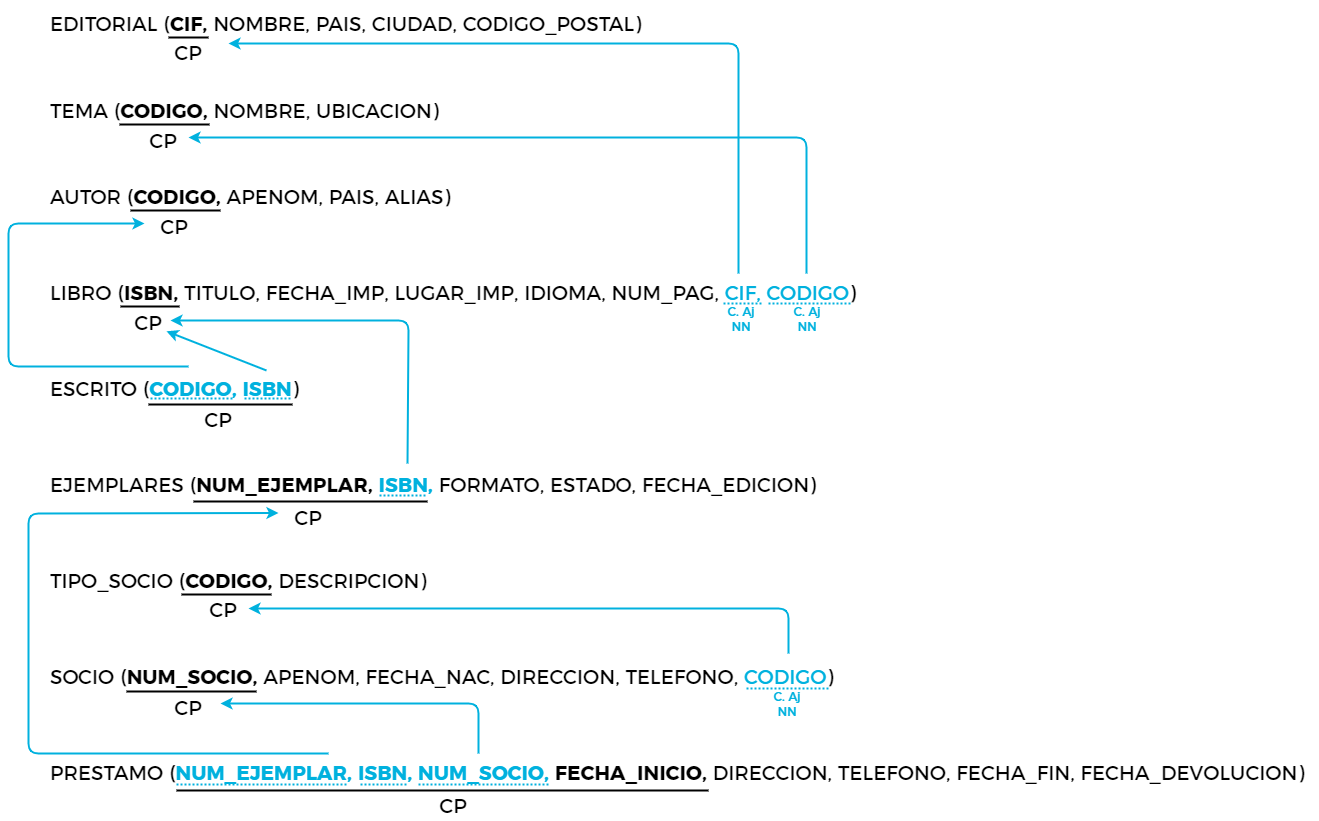 EDITORIAL (CIF, NOMBRE, PAIS, CIUDAD, CODIGO_POSTAL)
CP
TEMA (CODIGO, NOMBRE, UBICACION)
CP
AUTOR (CODIGO, APENOM, PAIS, ALIAS)
CP
LIBRO (ISBN, TITULO, FECHA_IMP, LUGAR_IMP, IDIOMA, NUM_PAG, CIF, CODIGO)
CP C. Aj C. Aj
NN NN
ESCRITO (CODIGO, ISBN)
CP
EJEMPLARES (NUM_EJEMPLAR, ISBN, FORMATO, ESTADO, FECHA_EDICION)
CP
TIPO_SOCIO (CODIGO, DESCRIPCION)
CP
SOCIO (NUM_SOCIO, APENOM, FECHA_NAC, DIRECCION, TELEFONO, CODIGO)
CP C. Aj
NN
PRESTAMO (NUM_EJEMPLAR, ISBN, NUM_SOCIO, FECHA_INICIO, DIRECCION, TELEFONO, FECHA_FIN, FECHA_DEVOLUCION)
CP